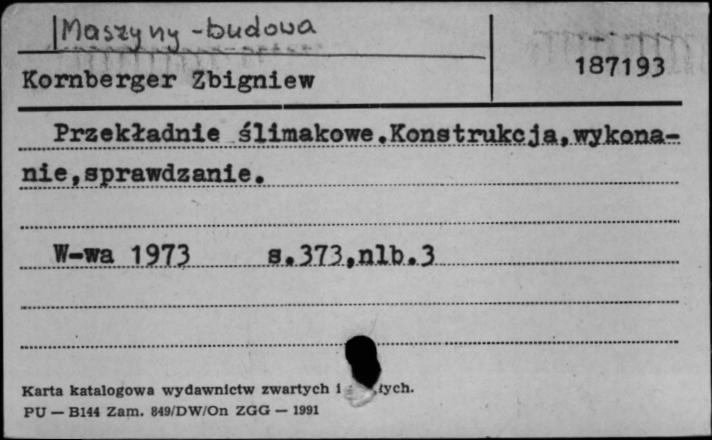 Maszyny - budowa
187193
Kornberger Zbigniew
Przekładnie ślimakowe.Konstrukcja,wykona-
nie,sprawdzanie.
W-wa 1973 s.373,nlb.3
Karta katalogowa wydawnictw zwartych i
PU — B144 Zam. 849/DW/On ZGG — 1991